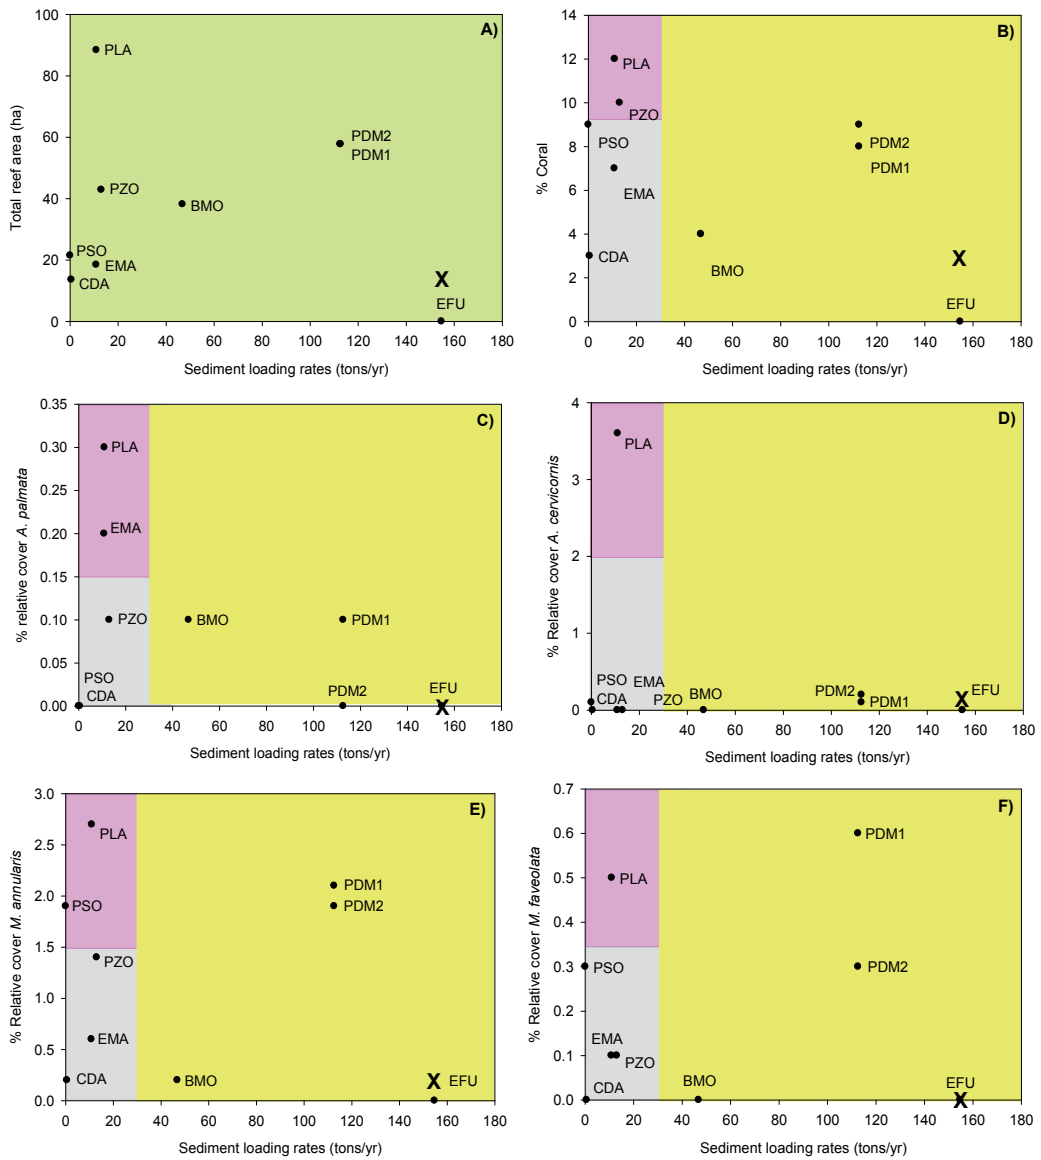 A)
Total reef area (ha)
100
80
60
40
20
0
PLA
PDM2
PDM1
PZO
BMO
PSO
EMA
CDA
X
EFU
0 20 40 60 80 100 120 140 160 180
Sediment loading rates (tons/yr)
B)
% Coral
14
12
10
8
6
4
2
0
PLA
PZO
PSO
PDM2
PDM1
EMA
CDA
BMO
X
EFU
0 20 40 60 80 100 120 140 160 180
Sediment loading rates (tons/yr)
C)
% relative cover A. palmata
0.35
0.30
0.25
0.20
0.15
0.10
0.05
0.00
PLA
EMA
PZO
BMO
PDM1
PSO
CDA
PDM2
EFU
X
0 20 40 60 80 100 120 140 160 180
Sediment loading rates (tons/yr)
D)
% Relative cover A. cervicornis
4
3
2
1
0
PLA
PSO
EMA
CDA
PZO
BMO
PDM2
PDM1
EFU
X
0 20 40 60 80 100 120 140 160 180
Sediment loading rates (tons/yr)
E)
% Relative cover M. annularis
3.0
2.5
2.0
1.5
1.0
0.5
0.0
PLA
PSO
PDM1
PDM2
PZO
EMA
CDA
BMO
X
EFU
0 20 40 60 80 100 120 140 160 180
Sediment loading rates (tons/yr)
F)
% Relative cover M. faveolata
0.7
0.6
0.5
0.4
0.3
0.2
0.1
0.0
PDM1
PLA
PSO
PDM2
EMA
PZO
CDA
BMO
EFU
X
0 20 40 60 80 100 120 140 160 180
Sediment loading rates (tons/yr)